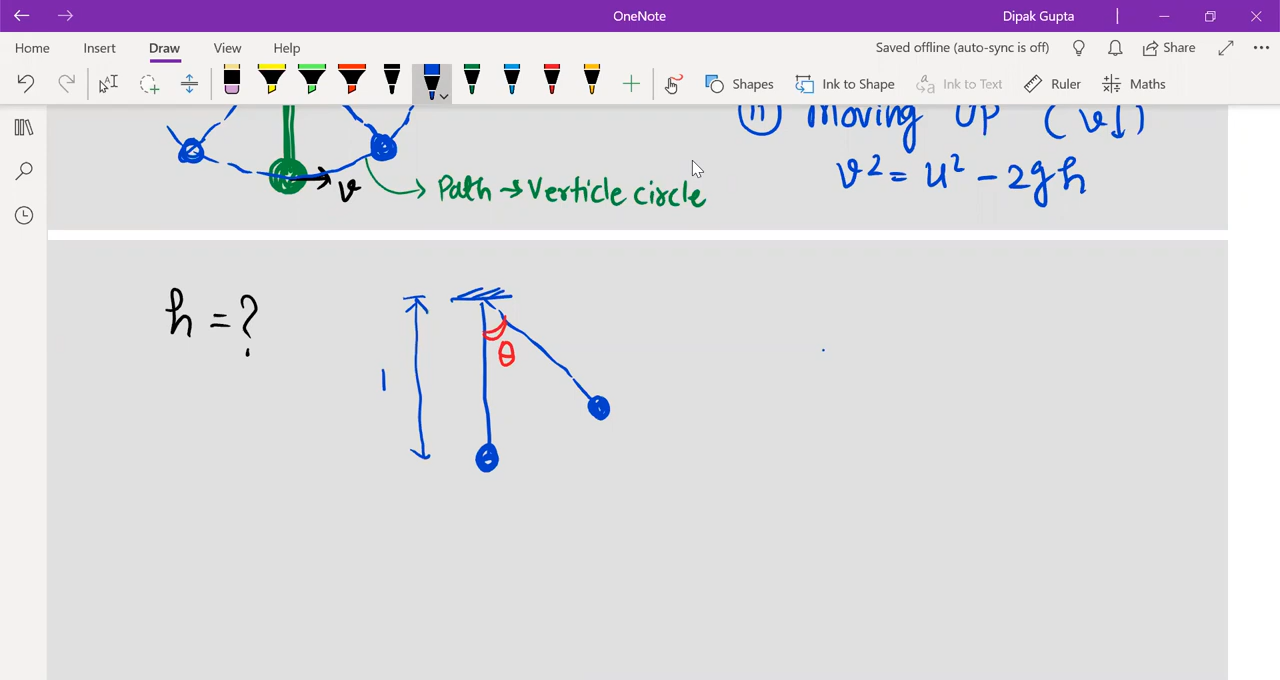 OneNote
Dipak Gupta
Home Insert Draw View Help
Saved offline (auto-sync is off)
Share
Shapes
Ink to Shape
Ink to Text
Ruler
Maths
(ii) Moving Up (v↓)
v² = u² - 2gh
v
Path → Verticle circle
h = ?
l
θ